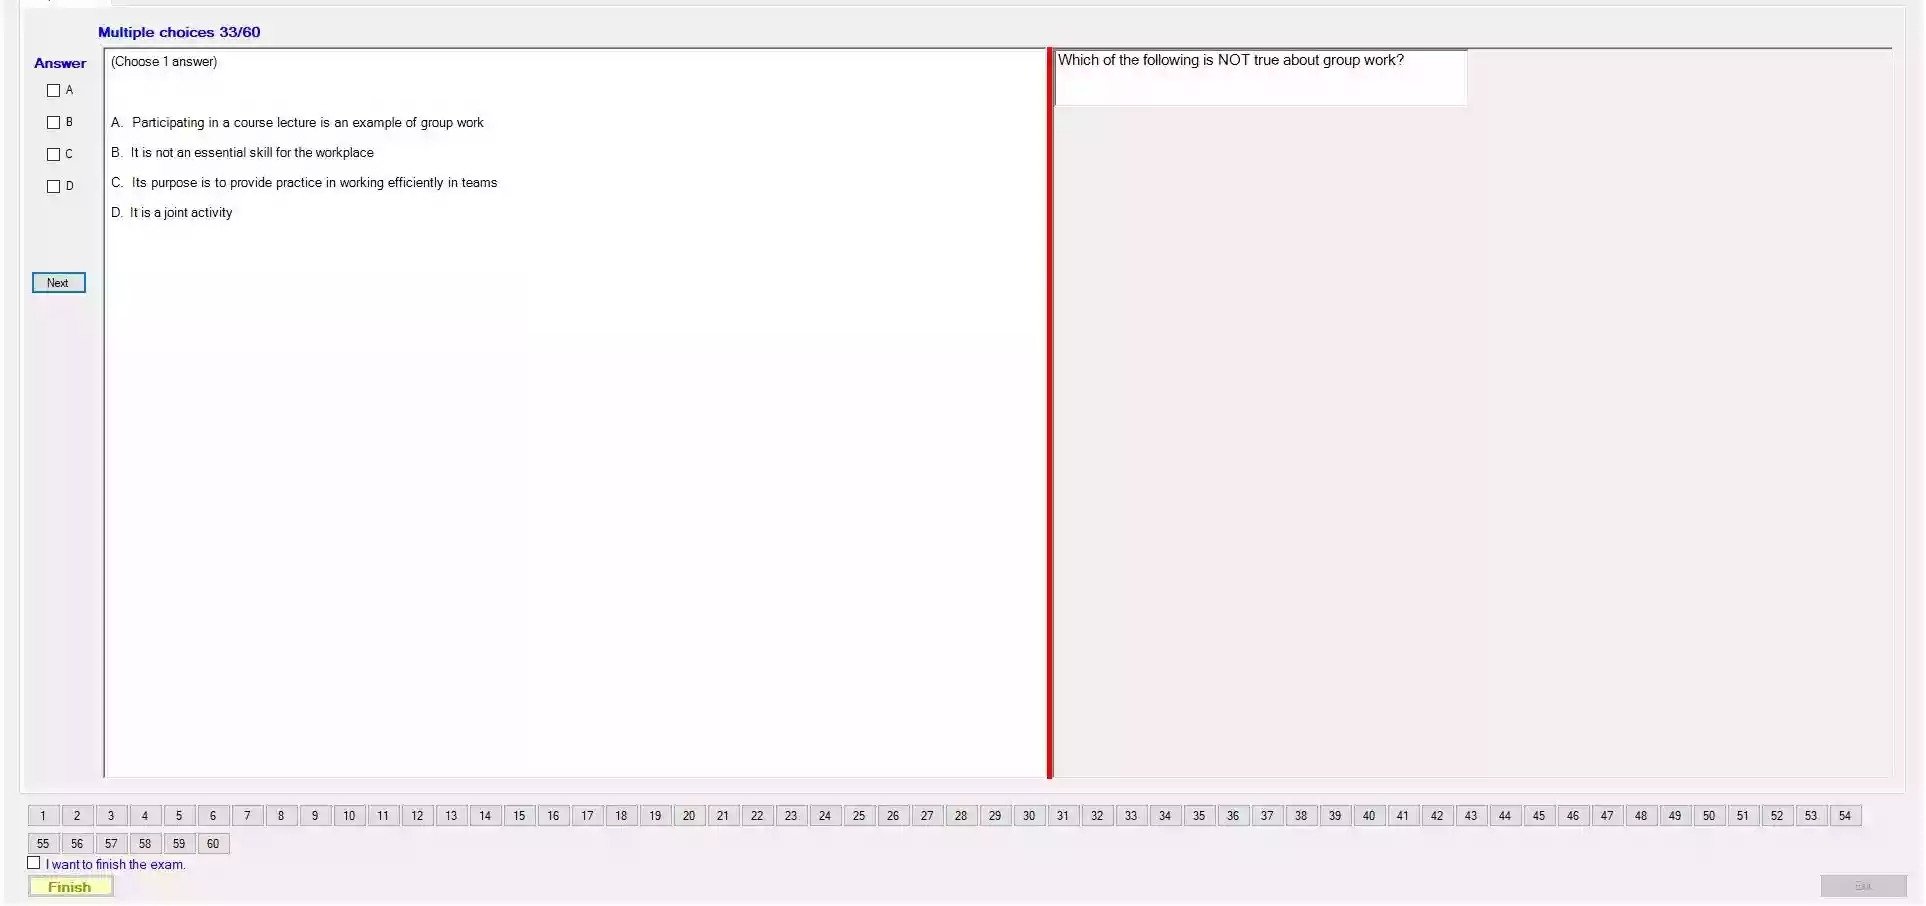 Multiple choices 33/60
Answer
(Choose 1 answer)
Which of the following is NOT true about group work?
A
B
C
D
A. Participating in a course lecture is an example of group work
B. It is not an essential skill for the workplace
C. Its purpose is to provide practice in working efficiently in teams
D. It is a joint activity
Next
1 2 3 4 5 6 7 8 9 10 11 12 13 14 15 16 17 18 19 20 21 22 23 24 25 26 27 28 29 30 31 32 33 34 35 36 37 38 39 40 41 42 43 44 45 46 47 48 49 50 51 52 53 54
55 56 57 58 59 60
I want to finish the exam.
Finish